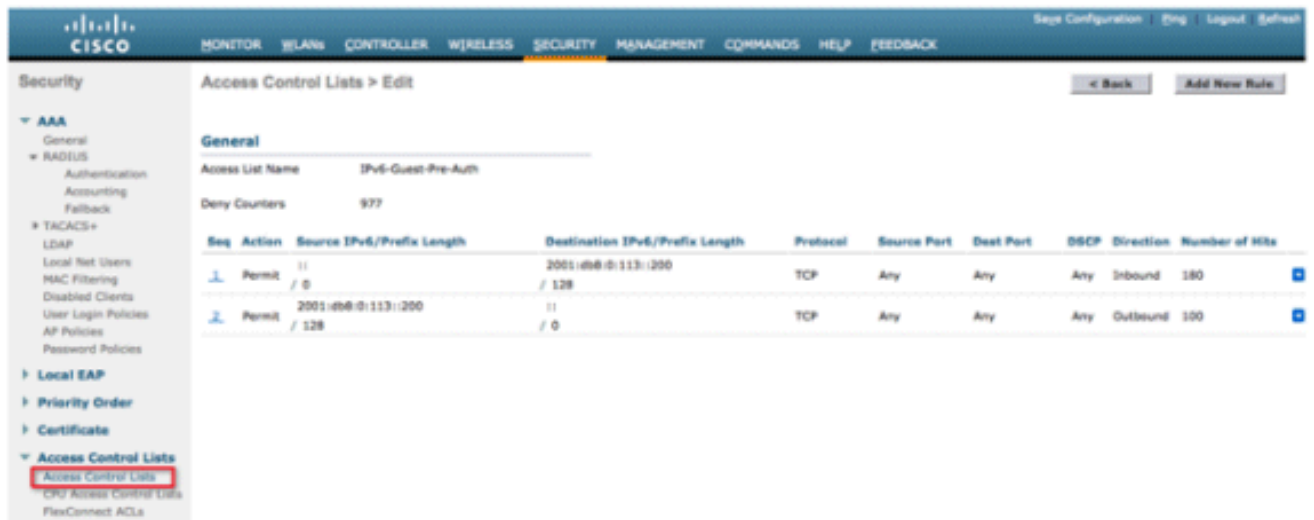 Save Configuration | Ping | Logout | Refresh
CISCO
MONITOR WLANs CONTROLLER WIRELESS SECURITY MANAGEMENT COMMANDS HELP FEEDBACK
Security
Access Control Lists > Edit
< Back
Add New Rule
AAA
General
RADIUS
Authentication
Accounting
Fallback
TACACS+
LDAP
Local Net Users
MAC Filtering
Disabled Clients
User Login Policies
AP Policies
Password Policies
Local EAP
Priority Order
Certificate
Access Control Lists
Access Control Lists
CPU Access Control Lists
FlexConnect ACLs
General
Access List Name IPv6-Guest-Pre-Auth
Deny Counters 977
Seq Action Source IPv6/Prefix Length Destination IPv6/Prefix Length Protocol Source Port Dest Port DSCP Direction Number of Hits
1 Permit :: / 0 2001:db8:0:113::200 / 128 TCP Any Any Any Inbound 180
2 Permit 2001:db8:0:113::200 / 128 :: / 0 TCP Any Any Any Outbound 100